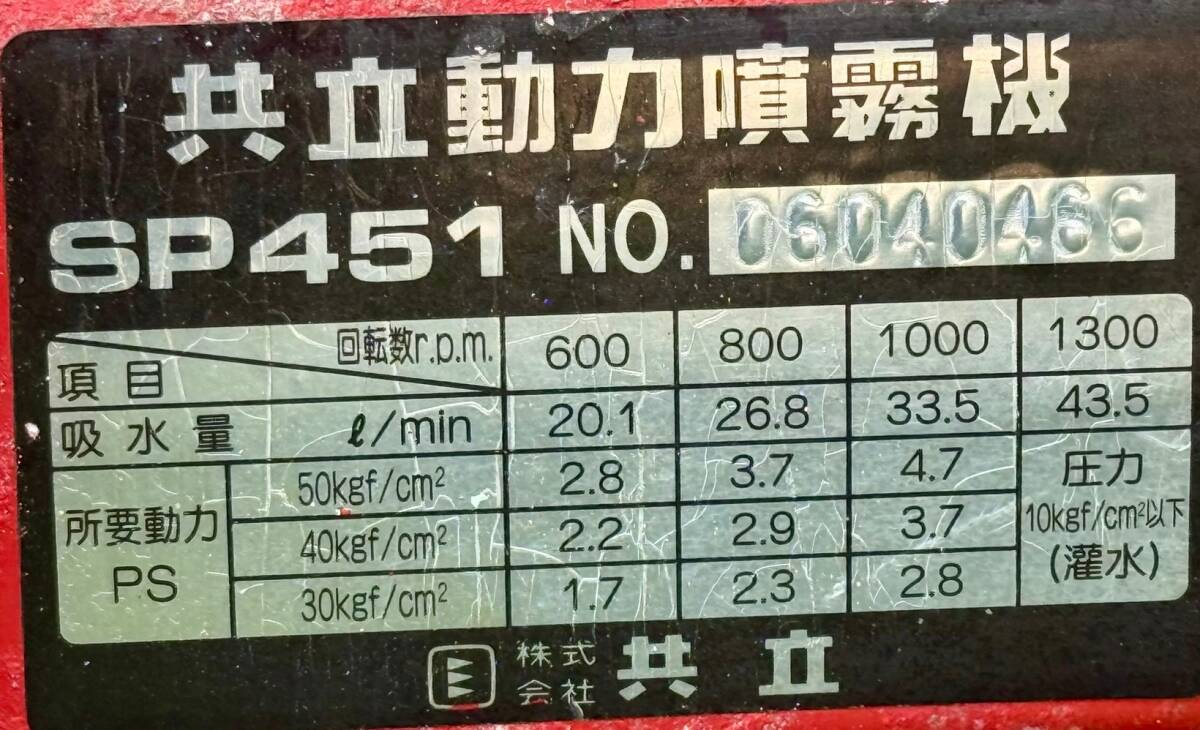 共立動力噴霧機
SP451 NO. 06040466
回転数r.p.m. 600 800 1000 1300
項目
吸水量 ℓ/min 20.1 26.8 33.5 43.5
所要動力 PS
50kgf/cm² 2.8 3.7 4.7
40kgf/cm² 2.2 2.9 3.7
30kgf/cm² 1.7 2.3 2.8
圧力
10kgf/cm²以下
(灌水)
株式会社 共立